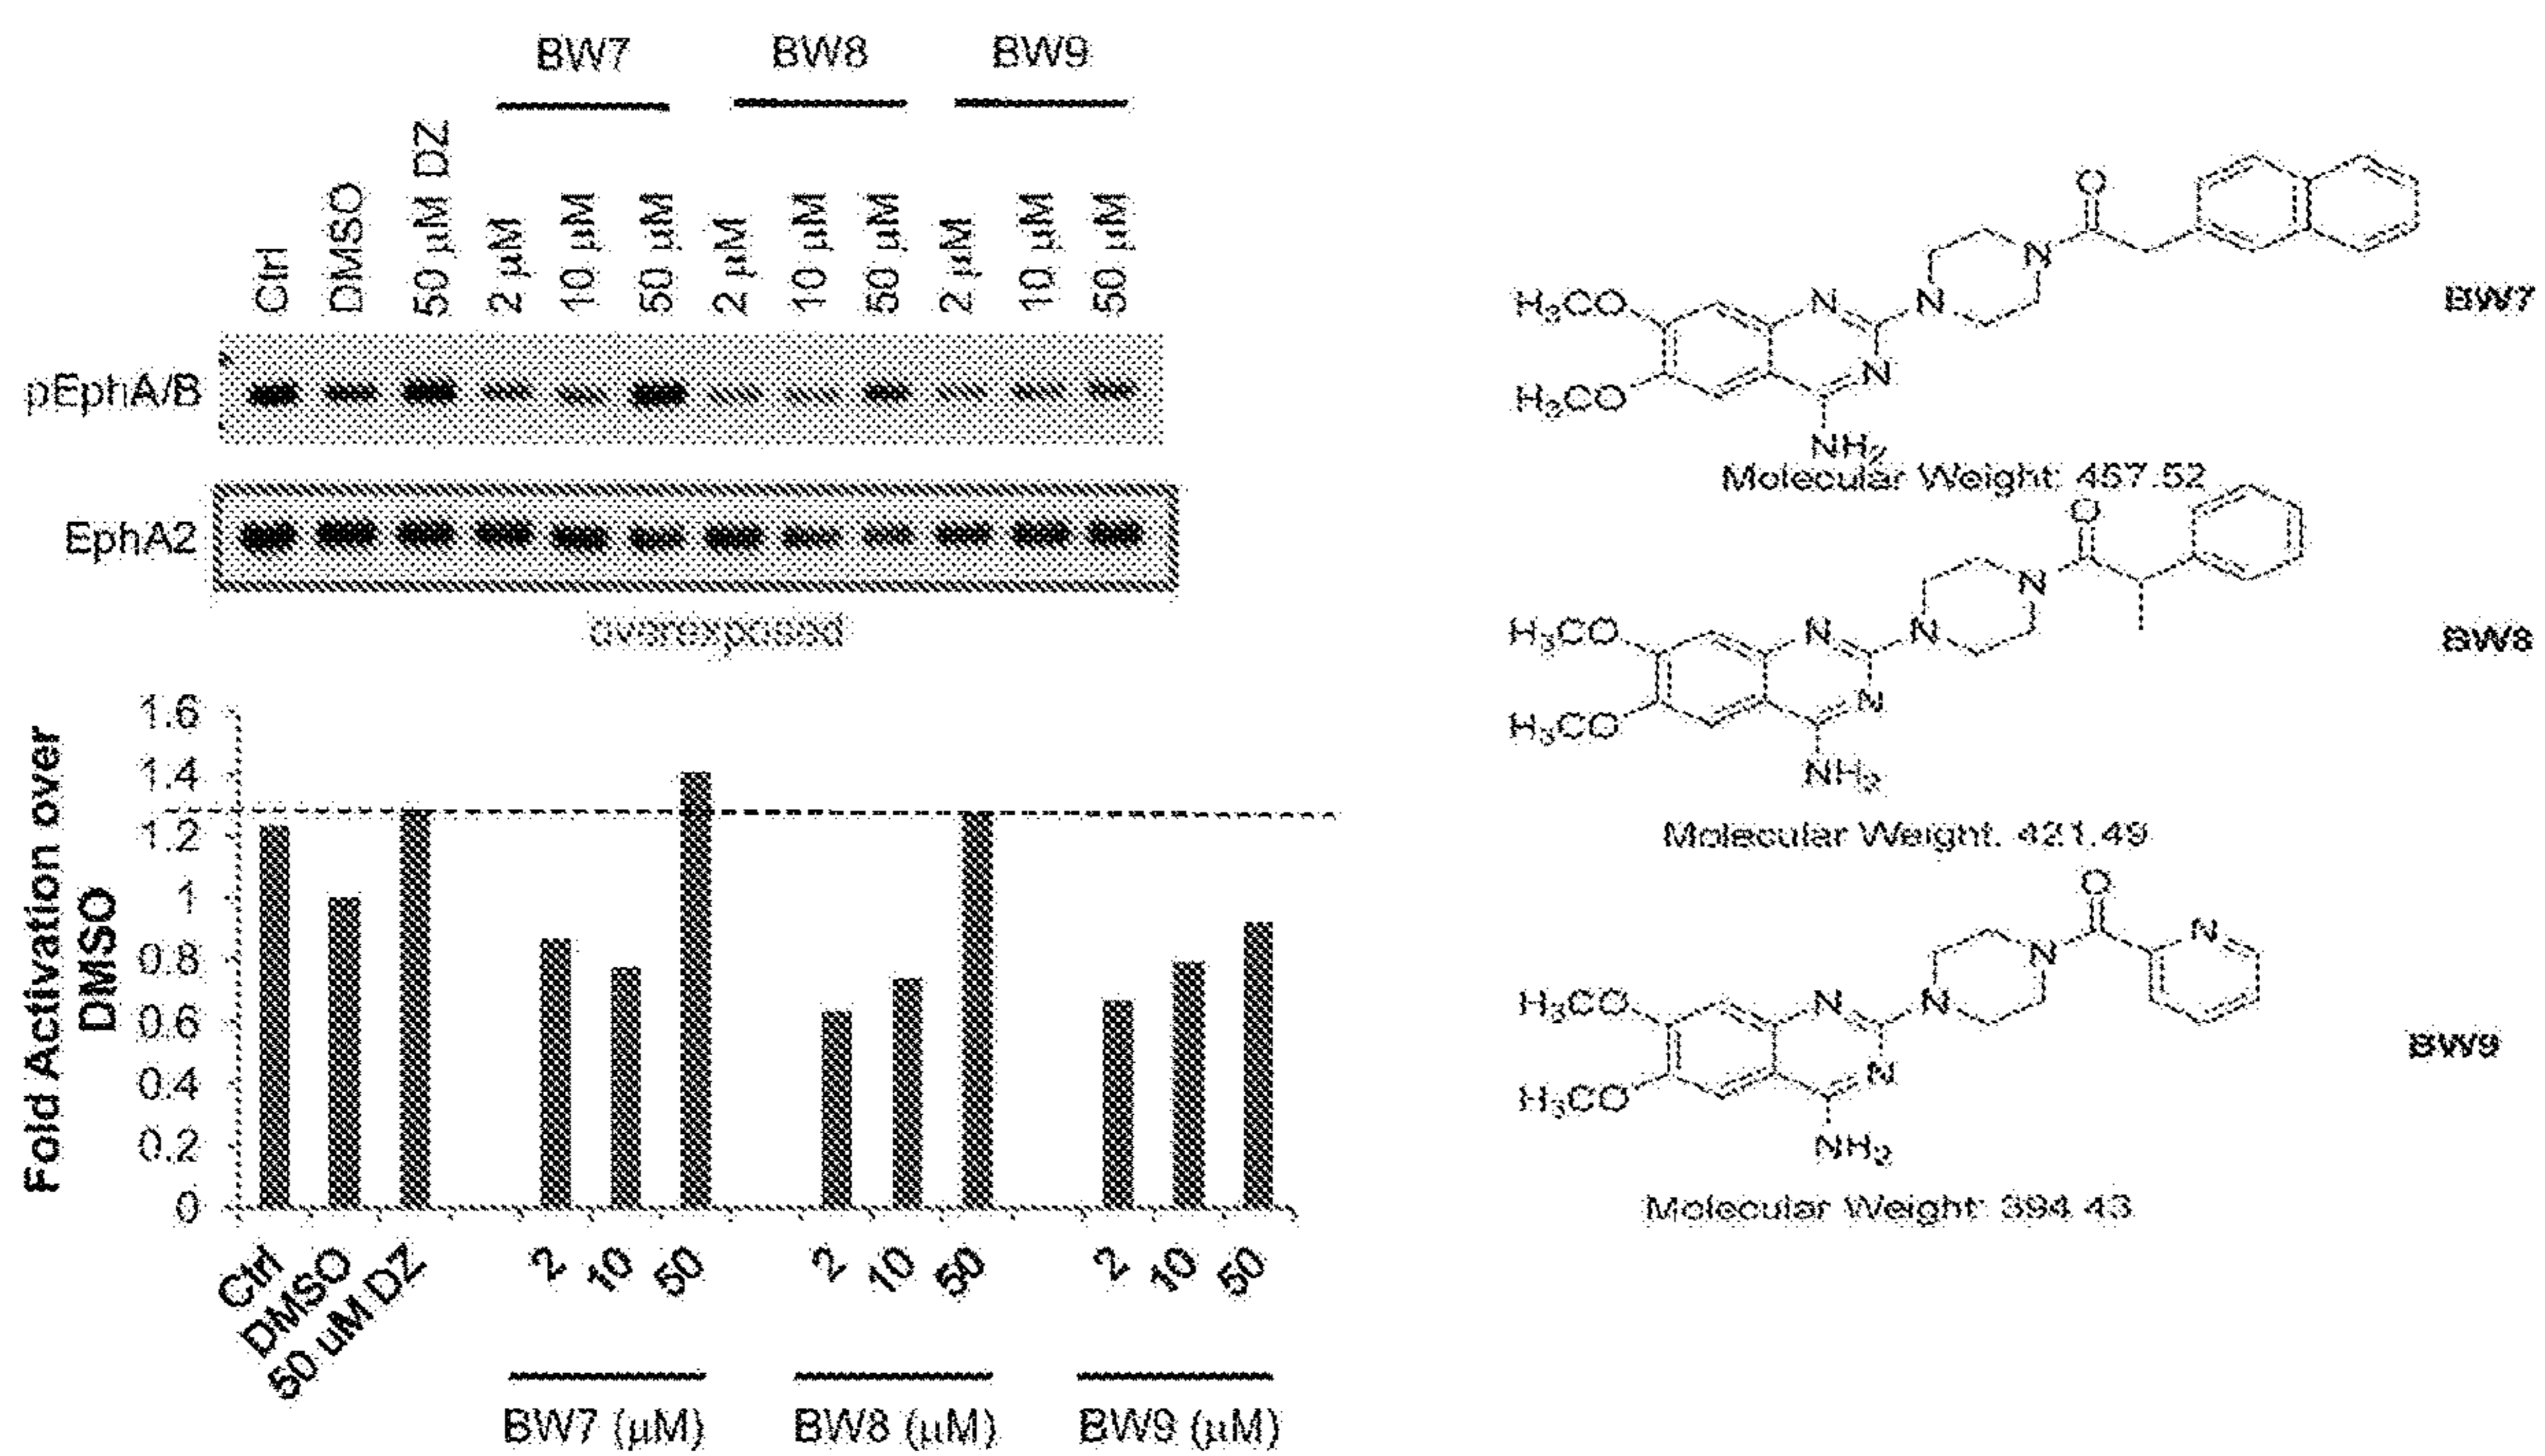 BW7 BW8 BW9
Ctrl DMSO 50 µM DZ 2 µM 10 µM 50 µM 2 µM 10 µM 50 µM 2 µM 10 µM 50 µM
pEphA/B
EphA2
overexposed
Fold Activation over
DMSO
1.6
1.4
1.2
1
0.8
0.6
0.4
0.2
0
Ctrl DMSO 50 uM DZ 2 10 50 2 10 50 2 10 50
BW7 (µM) BW8 (µM) BW9 (µM)
O
N
H₃CO N N
N
H₃CO
NH₂
BW7
Molecular Weight: 457.52
O
N
H₃CO N N
N
H₃CO
NH₂
BW8
Molecular Weight: 421.49
O
N N
H₃CO N N
N
H₃CO
NH₂
BW9
Molecular Weight: 394.43